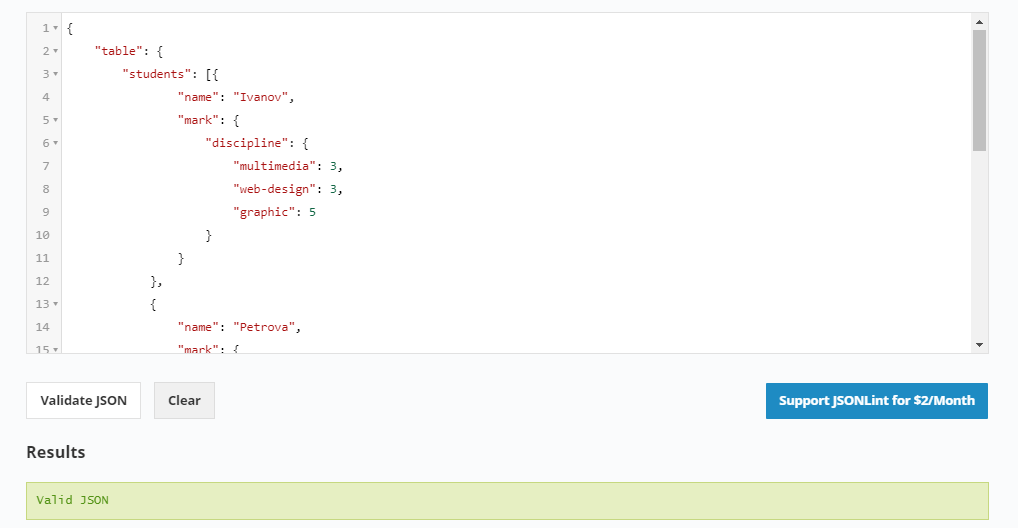 1 {
2 "table": {
3 "students": [{
4 "name": "Ivanov",
5 "mark": {
6 "discipline": {
7 "multimedia": 3,
8 "web-design": 3,
9 "graphic": 5
10 }
11 }
12 },
13 {
14 "name": "Petrova",
15 "mark": {
Validate JSON Clear Support JSONLint for $2/Month
Results
Valid JSON